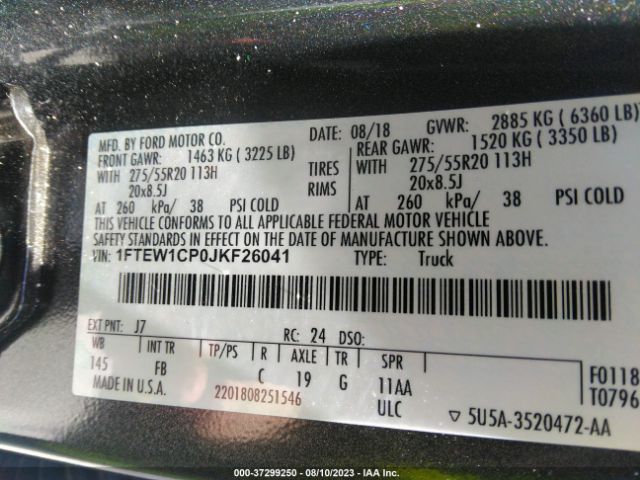 MFD. BY FORD MOTOR CO.
DATE: 08/18 GVWR: 2885 KG ( 6360 LB)
FRONT GAWR: 1463 KG ( 3225 LB) REAR GAWR: 1520 KG ( 3350 LB)
WITH 275/55R20 113H TIRES WITH 275/55R20 113H
20x8.5J RIMS 20x8.5J
AT 260 kPa/ 38 PSI COLD AT 260 kPa/ 38 PSI COLD
THIS VEHICLE CONFORMS TO ALL APPLICABLE FEDERAL MOTOR VEHICLE
SAFETY STANDARDS IN EFFECT ON THE DATE OF MANUFACTURE SHOWN ABOVE.
VIN: 1FTEW1CP0JKF26041 TYPE: Truck
EXT PNT: J7 RC: 24 DSO:
WB INT TR TP/PS R AXLE TR SPR
145 FB C 19 G 11AA
F0118
T0796
MADE IN U.S.A. 2201808251546 ULC ▽ 5U5A-3520472-AA
000-37299250 - 08/10/2023 - IAA Inc.